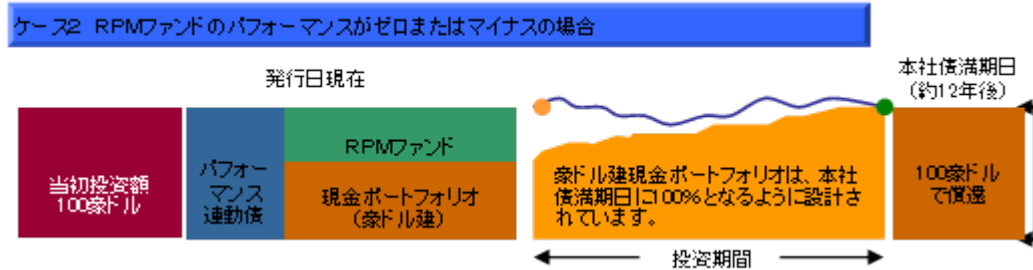 ケース2 RPMファンドのパフォーマンスがゼロまたはマイナスの場合
発行日現在
本社債満期日
(約12年後)
当初投資額
100豪ドル
パフォー
マンス
連動債
RPMファンド
現金ポートフォリオ
(豪ドル建)
豪ドル建現金ポートフォリオは、本社
債満期日に100%となるように設計さ
れています。
100豪ドル
で償還
投資期間